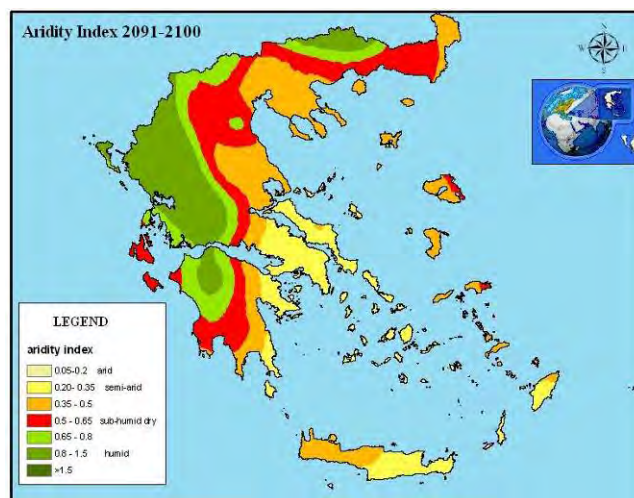 Aridity Index 2091-2100
N
W E
S
LEGEND
aridity index
0.05-0.2 arid
0.20- 0.35 semi-arid
0.35 - 0.5
0.5 - 0.65 sub-humid dry
0.65 - 0.8
0.8 - 1.5 humid
>1.5